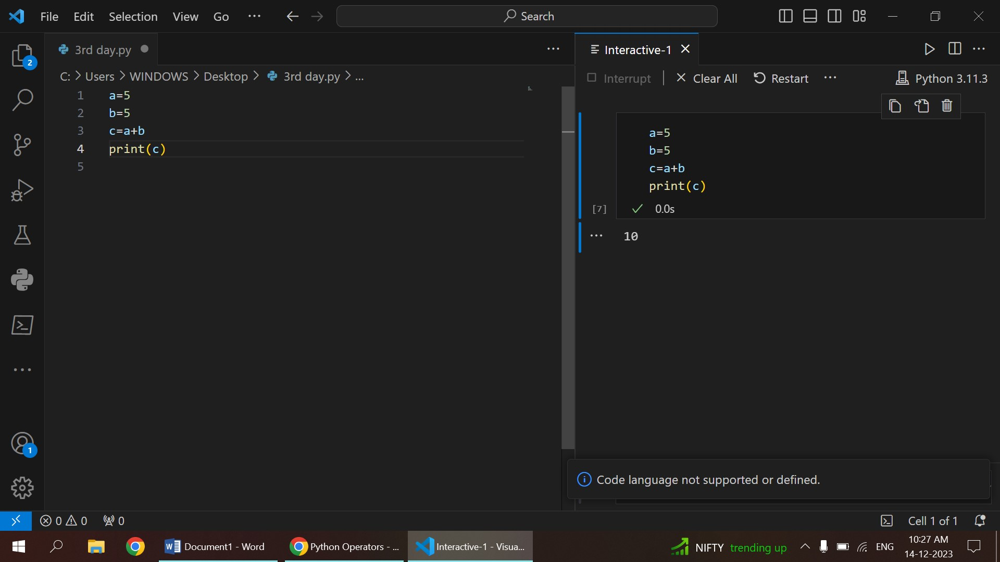 File Edit Selection View Go ··· Search
2
3rd day.py ···
C: > Users > WINDOWS > Desktop > 3rd day.py > ...
1 a=5
2 b=5
3 c=a+b
4 print(c)
5
Interactive-1 ···
Interrupt | Clear All Restart ··· Python 3.11.3
a=5
b=5
c=a+b
print(c)
[7] 0.0s
··· 10
1
Code language not supported or defined.
0 0 0 Cell 1 of 1
Document1 - Word Python Operators - ... Interactive-1 - Visua... NIFTY trending up ENG
10:27 AM
14-12-2023